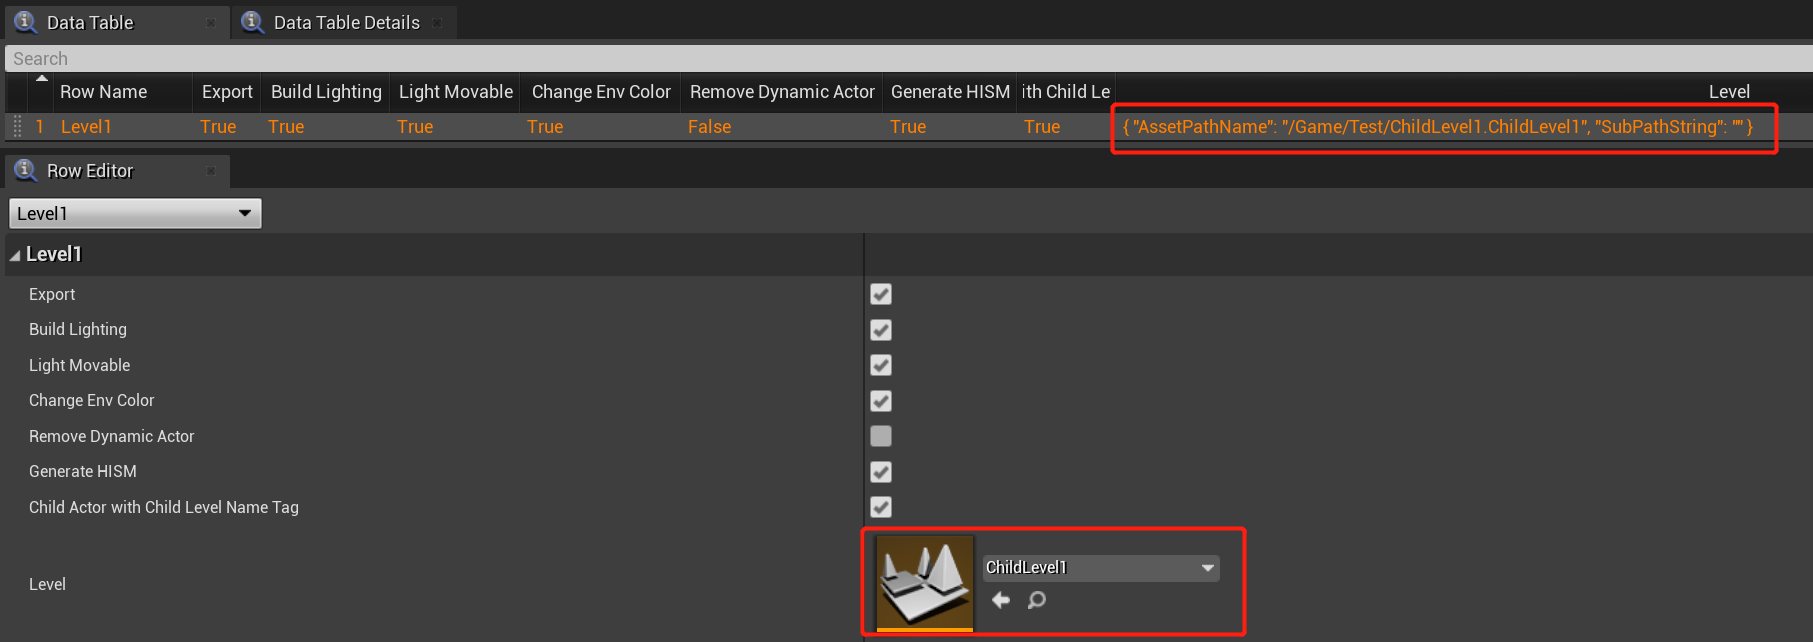 Data Table
Data Table Details
Search
Row Name Export Build Lighting Light Movable Change Env Color Remove Dynamic Actor Generate HISM ith Child Le Level
1 Level1 True True True True False True True { "AssetPathName": "/Game/Test/ChildLevel1.ChildLevel1", "SubPathString": "" }
Row Editor
Level1
Level1
Export
Build Lighting
Light Movable
Change Env Color
Remove Dynamic Actor
Generate HISM
Child Actor with Child Level Name Tag
Level
ChildLevel1